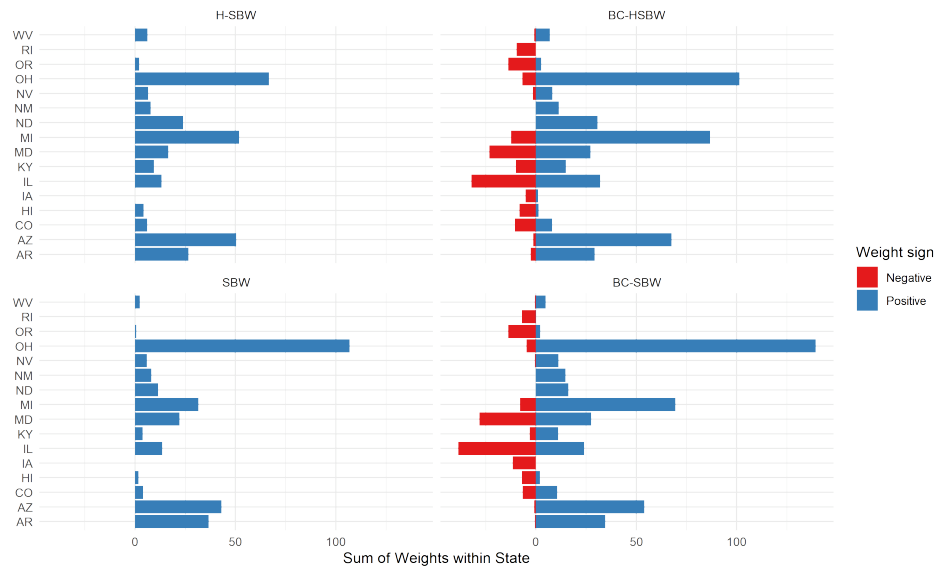 H-SBW
BC-HSBW
WV
RI
OR
OH
NV
NM
ND
MI
MD
KY
IL
IA
HI
CO
AZ
AR
SBW
BC-SBW
WV
RI
OR
OH
NV
NM
ND
MI
MD
KY
IL
IA
HI
CO
AZ
AR
0 50 100 0 50 100
Sum of Weights within State
Weight sign
Negative
Positive